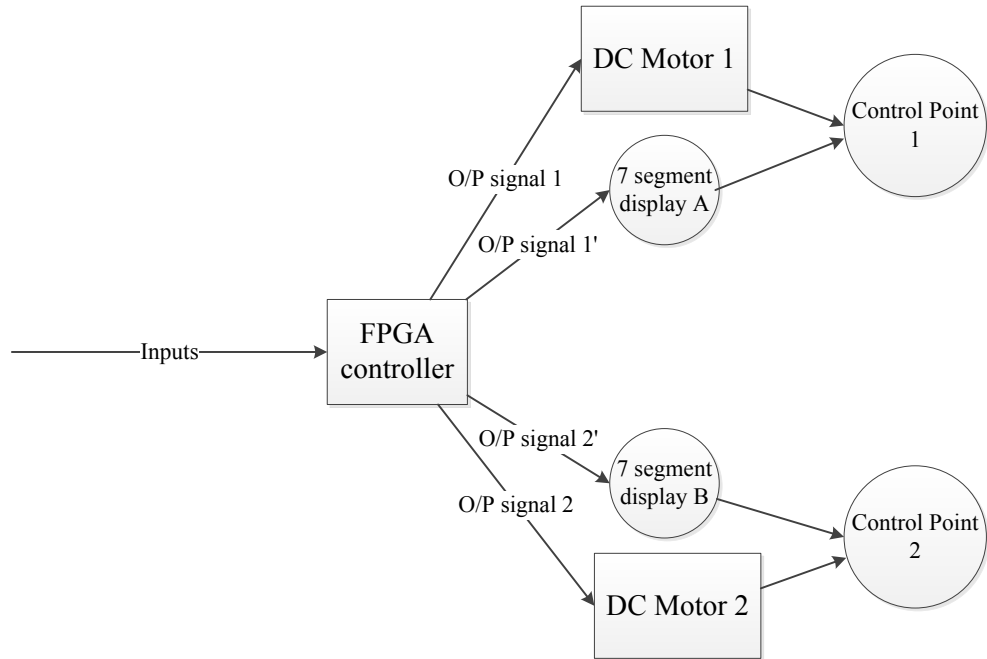 DC Motor 1
Control Point
1
7 segment
display A
O/P signal 1
O/P signal 1'
FPGA
controller
Inputs
O/P signal 2'
O/P signal 2
7 segment
display B
Control Point
2
DC Motor 2